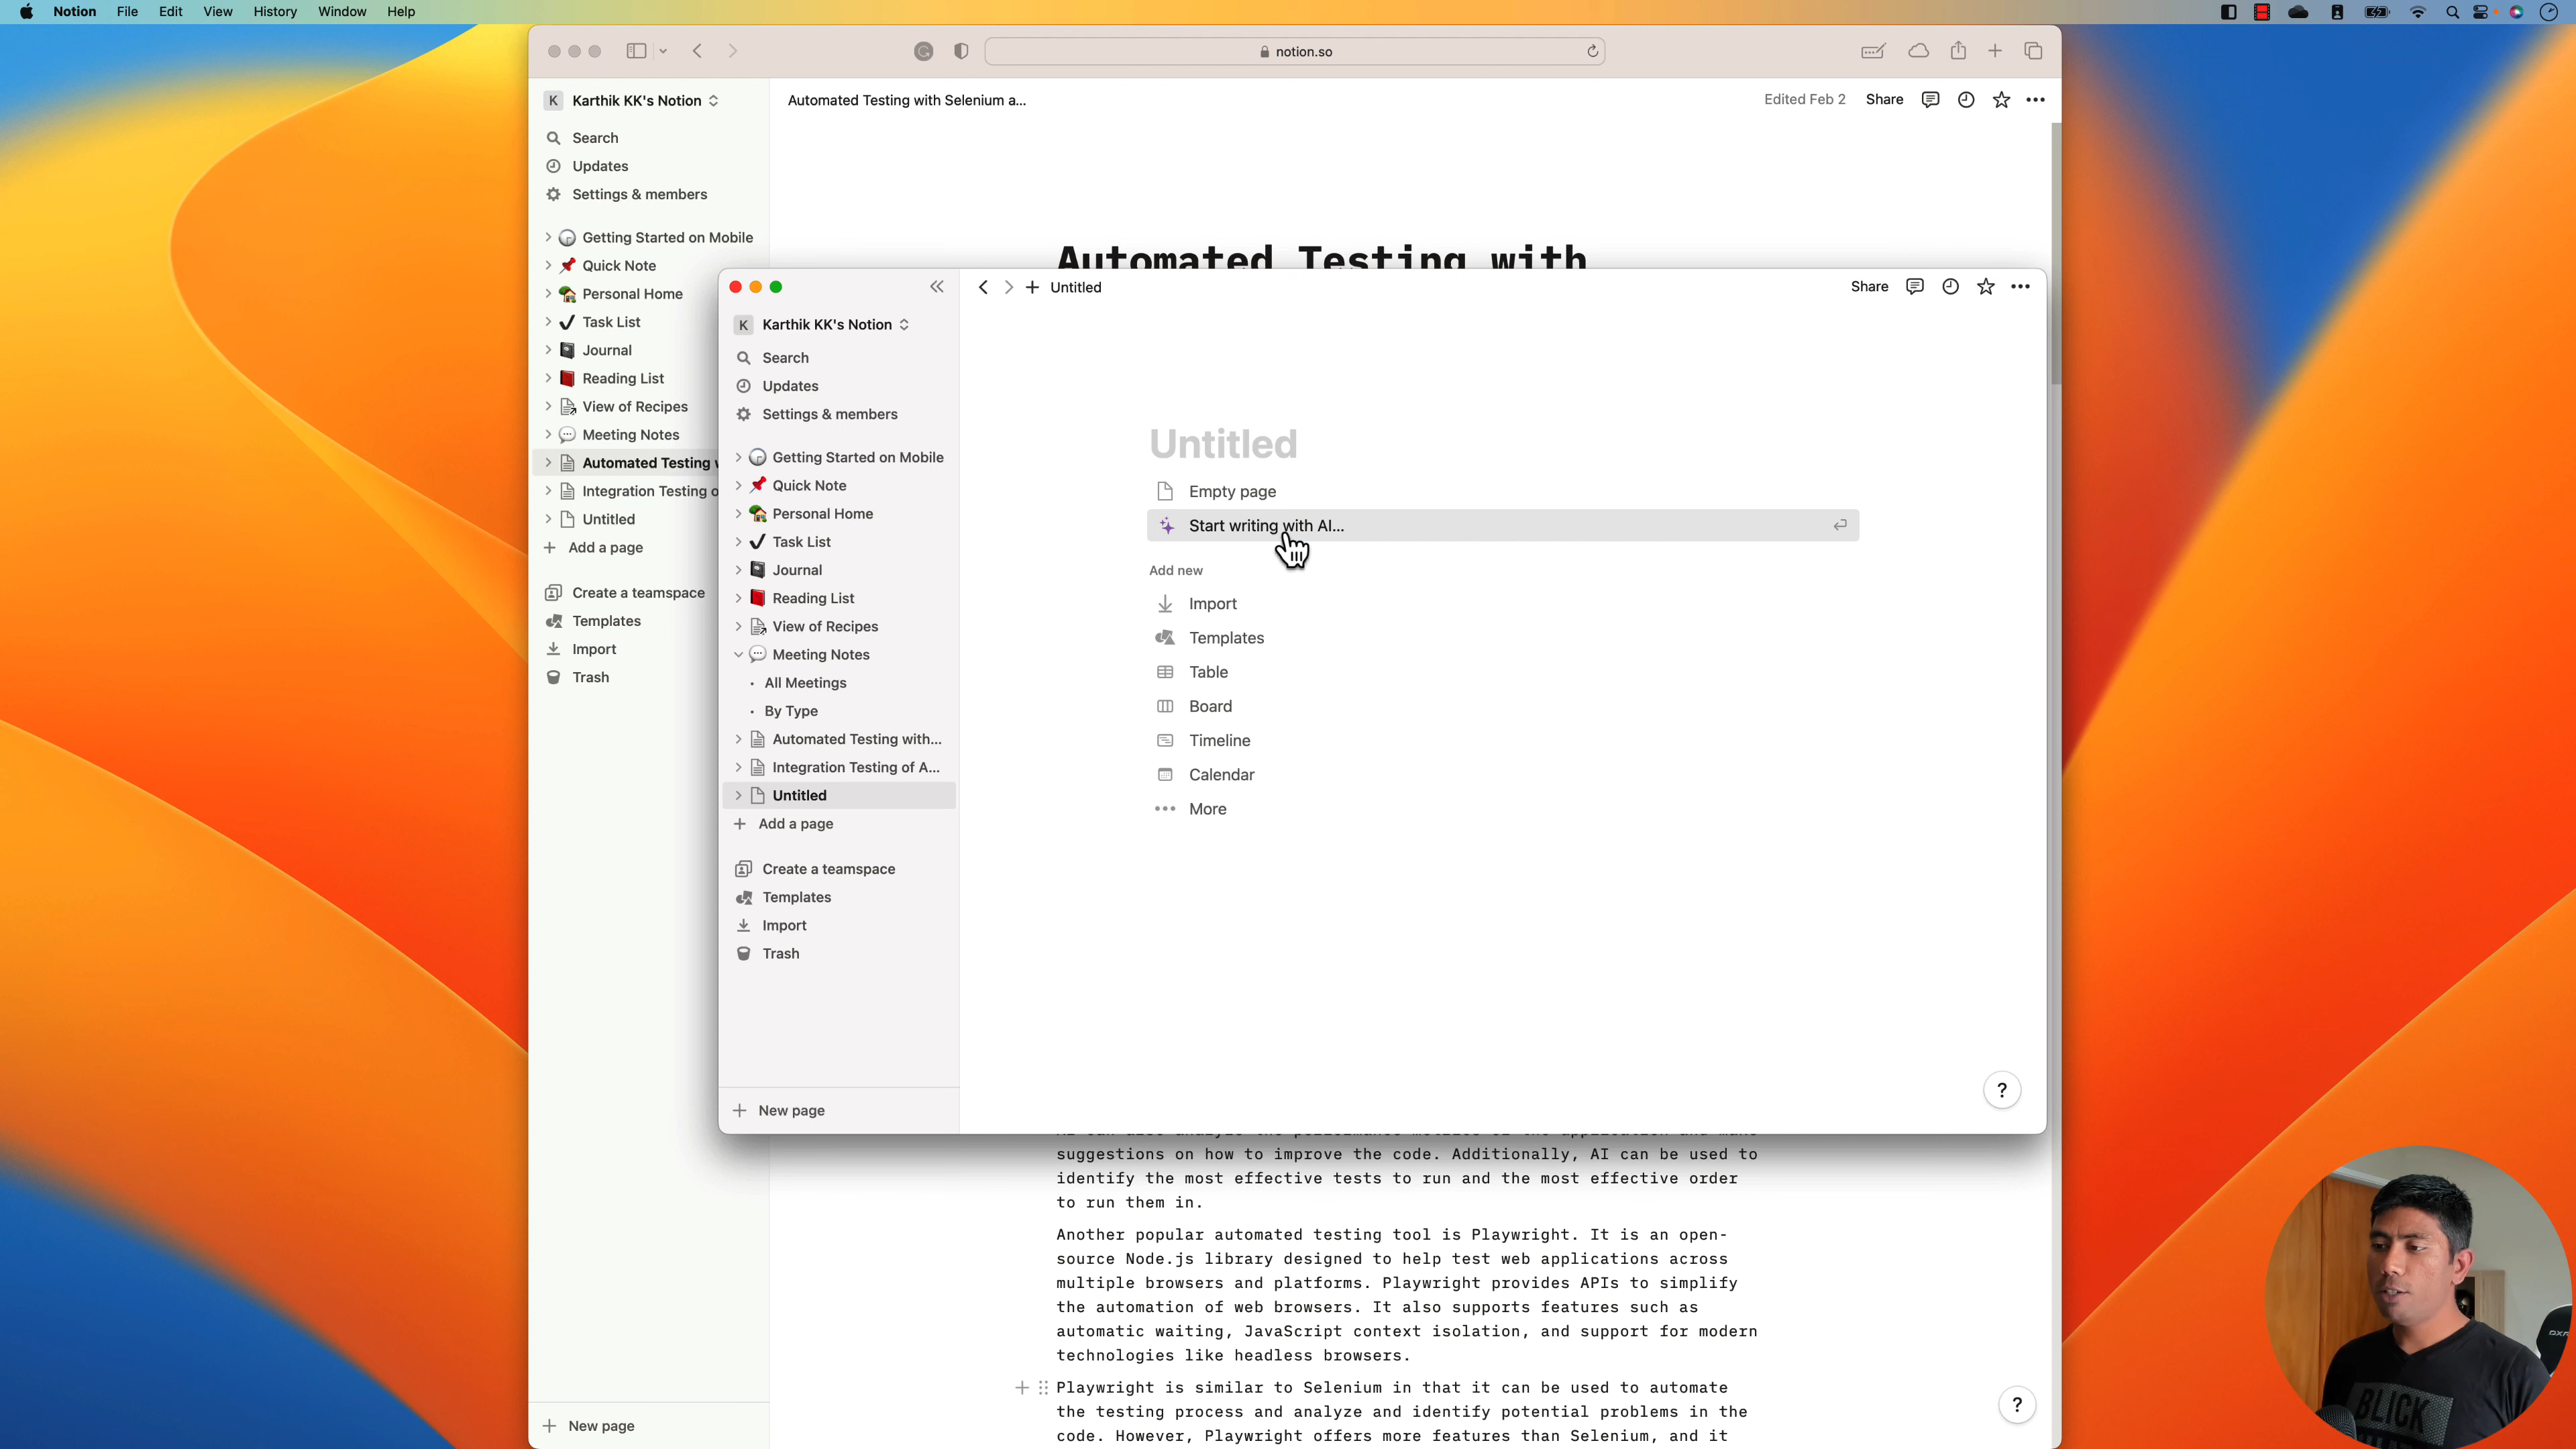 Notion File Edit View History Window Help
notion.so
K Karthik KK's Notion
Automated Testing with Selenium a...
Edited Feb 2 Share
Search
Updates
Settings & members
Getting Started on Mobile
Quick Note
Personal Home
Task List
Journal
Reading List
View of Recipes
Meeting Notes
Automated Testing
Integration Testing
Untitled
Add a page
Create a teamspace
Templates
Import
Trash
New page
Automated Testing with
Untitled
Share
K Karthik KK's Notion
Search
Updates
Settings & members
Getting Started on Mobile
Quick Note
Personal Home
Task List
Journal
Reading List
View of Recipes
Meeting Notes
All Meetings
By Type
Automated Testing with...
Integration Testing of A...
Untitled
Add a page
Create a teamspace
Templates
Import
Trash
New page
Untitled
Empty page
Start writing with AI...
Add new
Import
Templates
Table
Board
Timeline
Calendar
More
?
suggestions on how to improve the code. Additionally, AI can be used to
identify the most effective tests to run and the most effective order
to run them in.
Another popular automated testing tool is Playwright. It is an open-
source Node.js library designed to help test web applications across
multiple browsers and platforms. Playwright provides APIs to simplify
the automation of web browsers. It also supports features such as
automatic waiting, JavaScript context isolation, and support for modern
technologies like headless browsers.
Playwright is similar to Selenium in that it can be used to automate
the testing process and analyze and identify potential problems in the
code. However, Playwright offers more features than Selenium, and it
?
BLICK